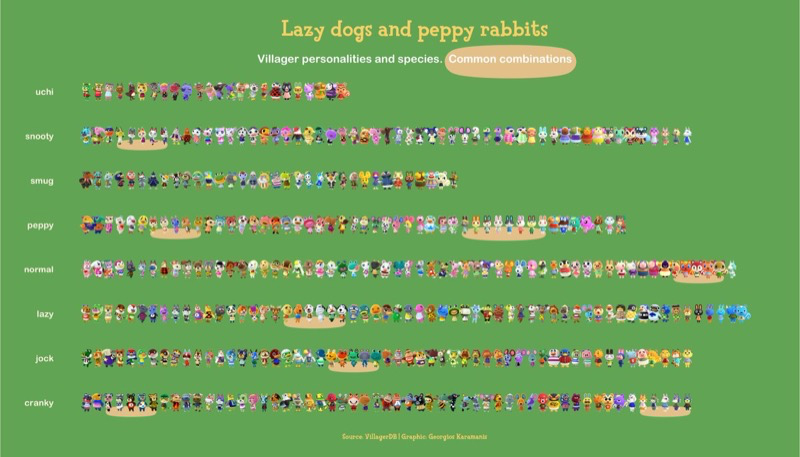 Lazy dogs and peppy rabbits
Villager personalities and species. Common combinations
uchi
snooty
smug
peppy
normal
lazy
jock
cranky
Source: VillagerDB | Graphic: Georgios Karamanis